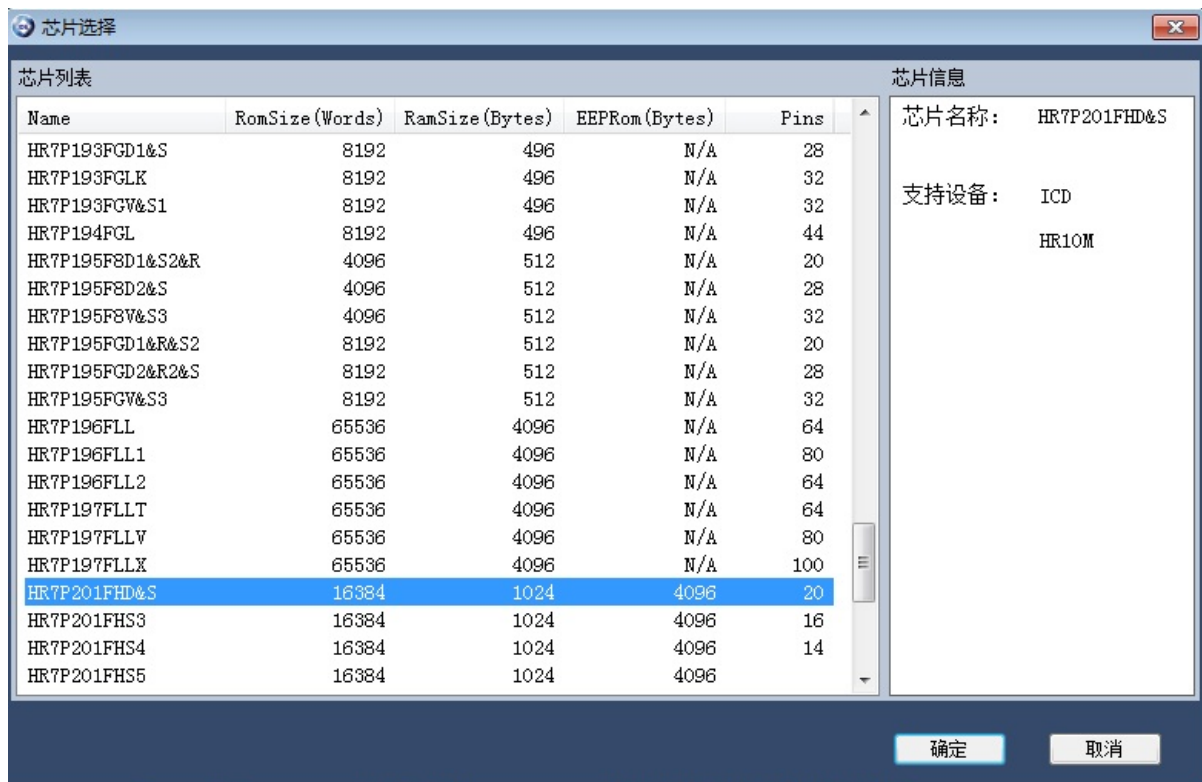 芯片选择
芯片列表
Name RomSize(Words) RamSize(Bytes) EEPRom(Bytes) Pins
HR7P193FGD1&S 8192 496 N/A 28
HR7P193FGLK 8192 496 N/A 32
HR7P193FGV&S1 8192 496 N/A 32
HR7P194FGL 8192 496 N/A 44
HR7P195F8D1&S2&R 4096 512 N/A 20
HR7P195F8D2&S 4096 512 N/A 28
HR7P195F8V&S3 4096 512 N/A 32
HR7P195FGD1&R&S2 8192 512 N/A 20
HR7P195FGD2&R2&S 8192 512 N/A 28
HR7P195FGV&S3 8192 512 N/A 32
HR7P196FLL 65536 4096 N/A 64
HR7P196FLL1 65536 4096 N/A 80
HR7P196FLL2 65536 4096 N/A 64
HR7P197FLLT 65536 4096 N/A 64
HR7P197FLLV 65536 4096 N/A 80
HR7P197FLLX 65536 4096 N/A 100
HR7P201FHD&S 16384 1024 4096 20
HR7P201FHS3 16384 1024 4096 16
HR7P201FHS4 16384 1024 4096 14
HR7P201FHS5 16384 1024 4096
芯片信息
芯片名称： HR7P201FHD&S
支持设备： ICD
HR10M
确定 取消